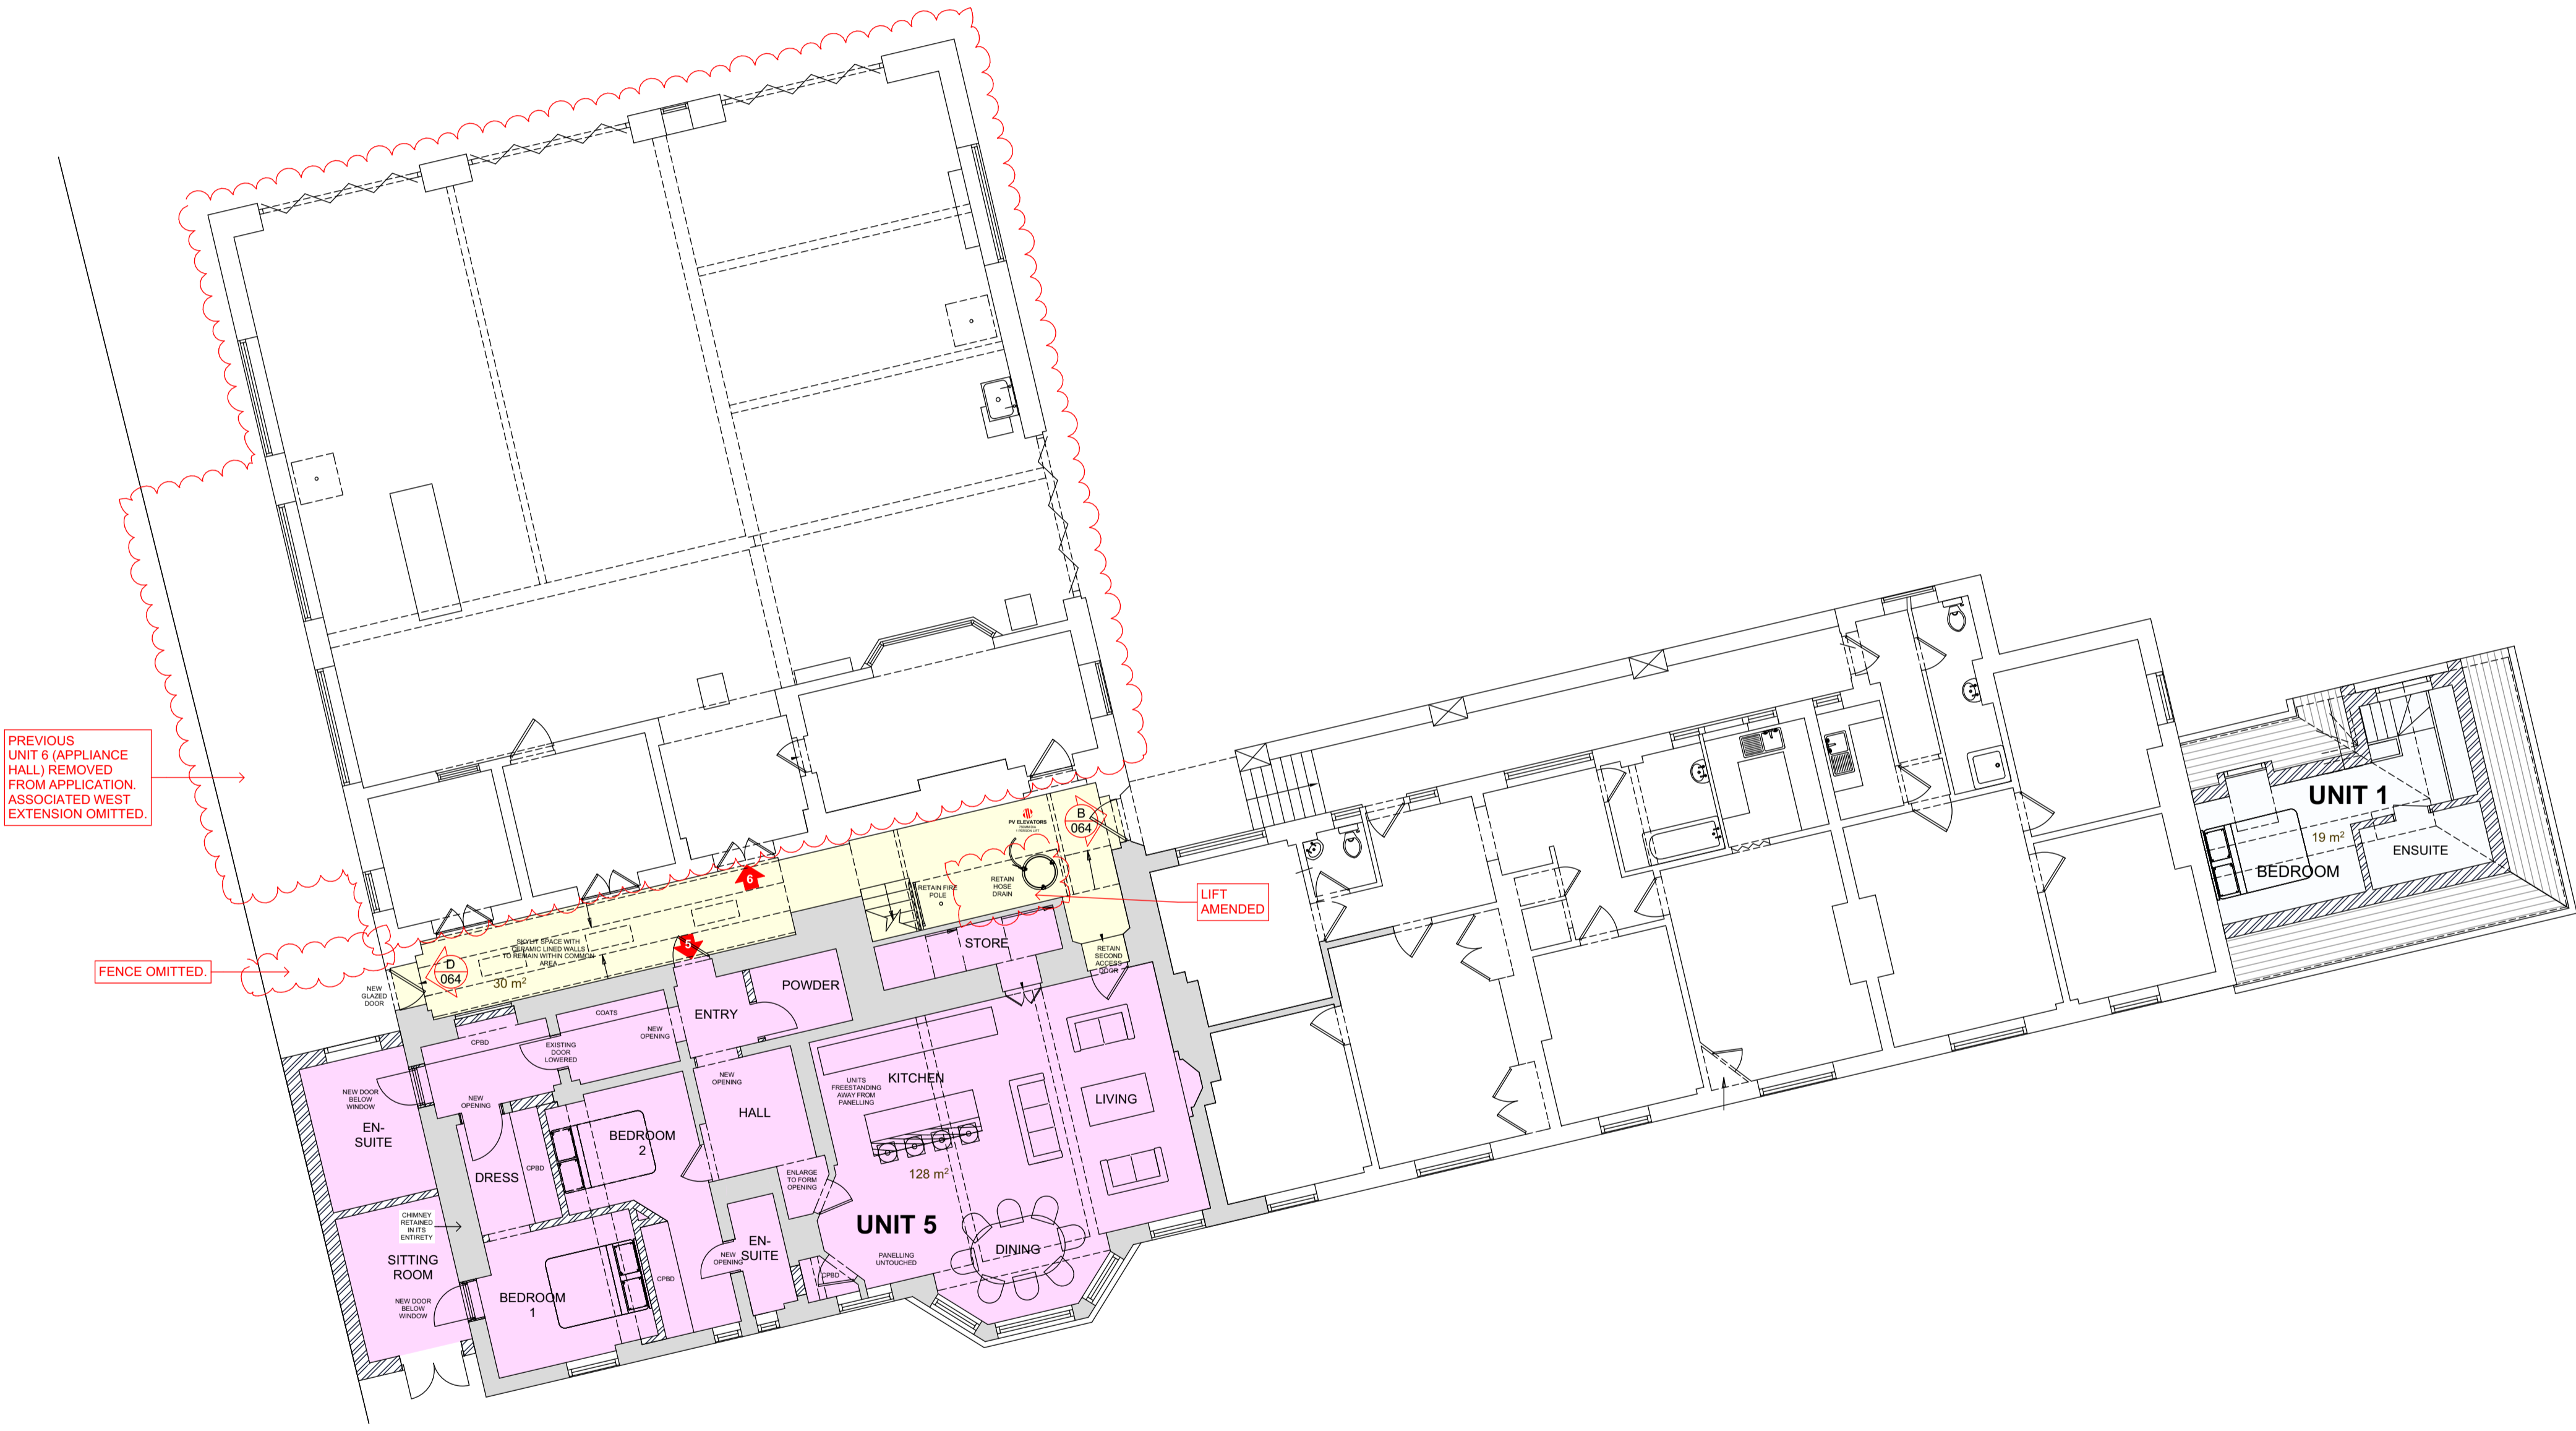 PREVIOUS
UNIT 6 (APPLIANCE
HALL) REMOVED
FROM APPLICATION.
ASSOCIATED WEST
EXTENSION OMITTED.
FENCE OMITTED.
LIFT
AMENDED
PV ELEVATORS
1 PERSON LIFT
B
064
6
RETAIN FIRE
POLE
RETAIN
HOSE
DRAIN
5
SKYLIT SPACE WITH
CERAMIC LINED WALLS
TO REMAIN WITHIN COMMON
AREA
D
064
30 m²
NEW
GLAZED
DOOR
STORE
RETAIN
SECOND
ACCESS
DOOR
POWDER
ENTRY
COATS
NEW
OPENING
CPBD
EXISTING
DOOR
LOWERED
NEW
OPENING
HALL
UNITS
FREESTANDING
AWAY FROM
PANELLING
KITCHEN
LIVING
NEW DOOR
BELOW
WINDOW
EN-
SUITE
NEW
OPENING
DRESS
CPBD
BEDROOM
2
ENLARGE
TO FORM
OPENING
128 m²
UNIT 5
CHIMNEY
RETAINED
IN ITS
ENTIRETY
SITTING
ROOM
NEW DOOR
BELOW
WINDOW
BEDROOM
1
CPBD
NEW
OPENING
EN-
SUITE
CPBD
PANELLING
UNTOUCHED
DINING
UNIT 1
19 m²
ENSUITE
BEDROOM